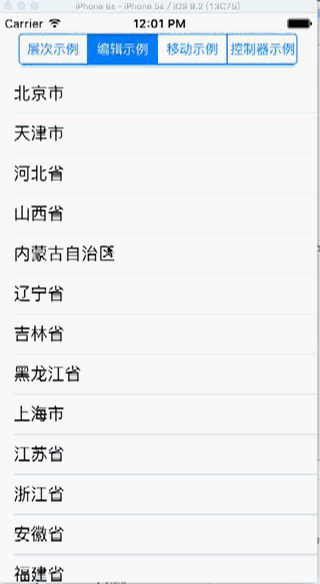 iPhone 5s - iPhone 5s / iOS 9.2 (13C75)
Carrier 12:01 PM
层次示例 编辑示例 移动示例 控制器示例
北京市
天津市
河北省
山西省
内蒙古自治区
辽宁省
吉林省
黑龙江省
上海市
江苏省
浙江省
安徽省
福建省